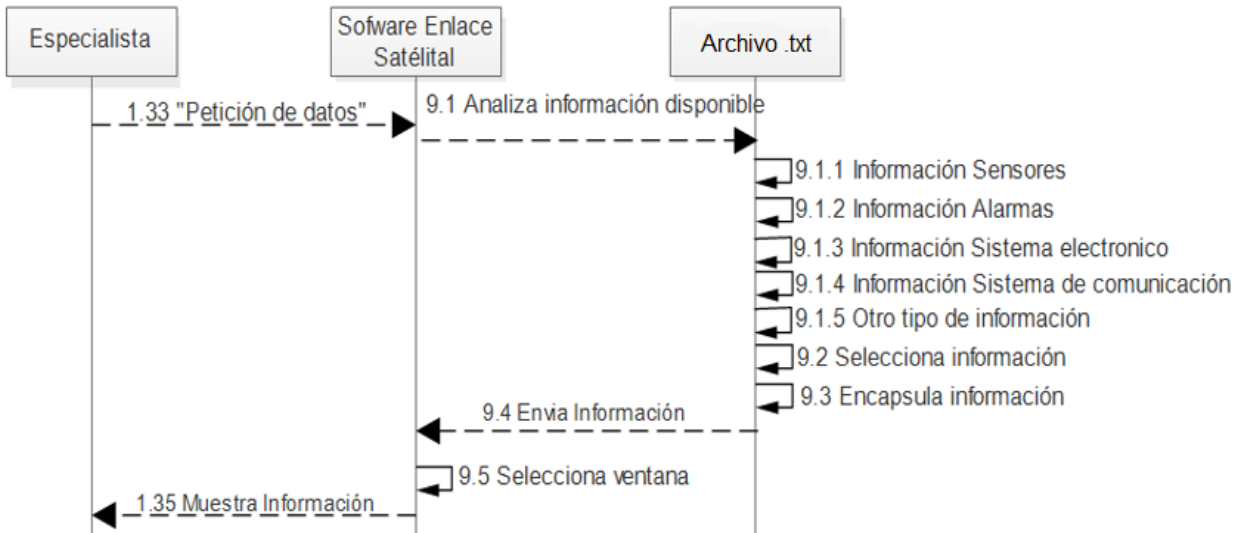 Especialista
Sofware Enlace
Satélital
Archivo .txt
1.33 "Petición de datos"
9.1 Analiza información disponible
9.1.1 Información Sensores
9.1.2 Información Alarmas
9.1.3 Información Sistema electronico
9.1.4 Información Sistema de comunicación
9.1.5 Otro tipo de información
9.2 Selecciona información
9.3 Encapsula información
9.4 Envia Información
9.5 Selecciona ventana
1.35 Muestra Información